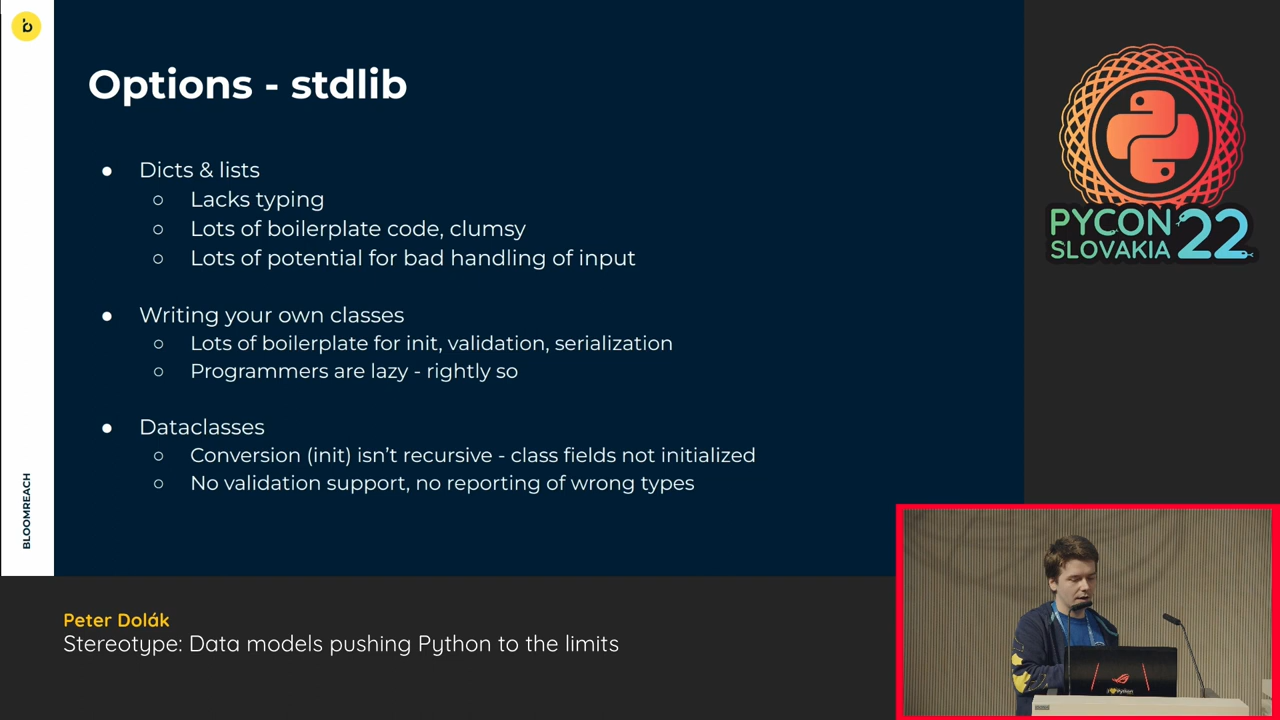 Options - stdlib
● Dicts & lists
○ Lacks typing
○ Lots of boilerplate code, clumsy
○ Lots of potential for bad handling of input
● Writing your own classes
○ Lots of boilerplate for init, validation, serialization
○ Programmers are lazy - rightly so
● Dataclasses
○ Conversion (init) isn't recursive - class fields not initialized
○ No validation support, no reporting of wrong types
BLOOMREACH
PYCON
SLOVAKIA
22
Peter Dolák
Stereotype: Data models pushing Python to the limits